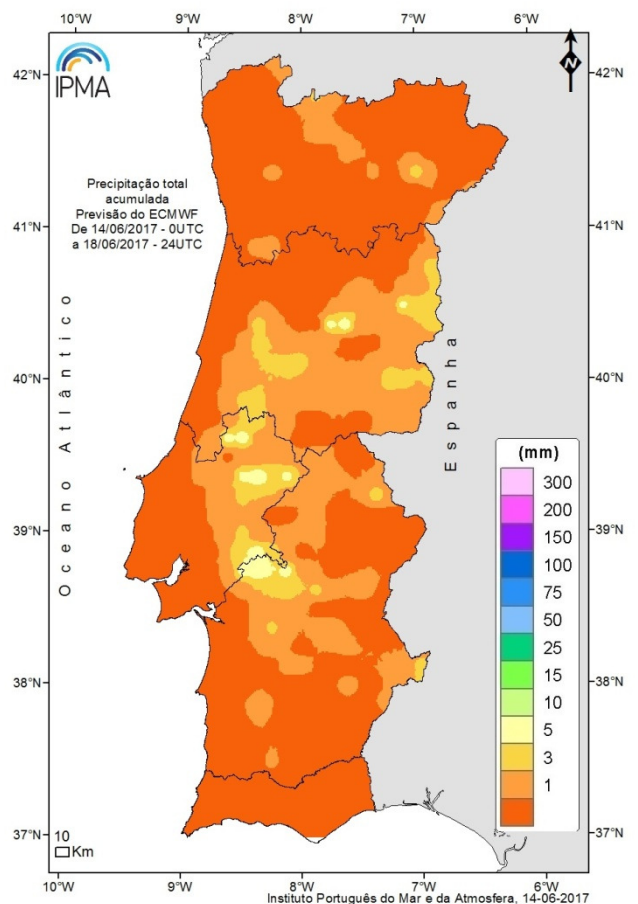 10°W 9°W 8°W 7°W 6°W
42°N 42°N
IPMA
N
Precipitação total
acumulada
Previsão do ECMWF
De 14/06/2017 - 0UTC
a 18/06/2017 - 24UTC
41°N 41°N
Oceano Atlântico
Espanha
40°N 40°N
(mm)
300
200
150
100
75
50
25
15
10
5
3
1
39°N 39°N
38°N 38°N
37°N 37°N
10
Km
10°W 9°W 8°W 7°W 6°W
Instituto Português do Mar e da Atmosfera, 14-06-2017